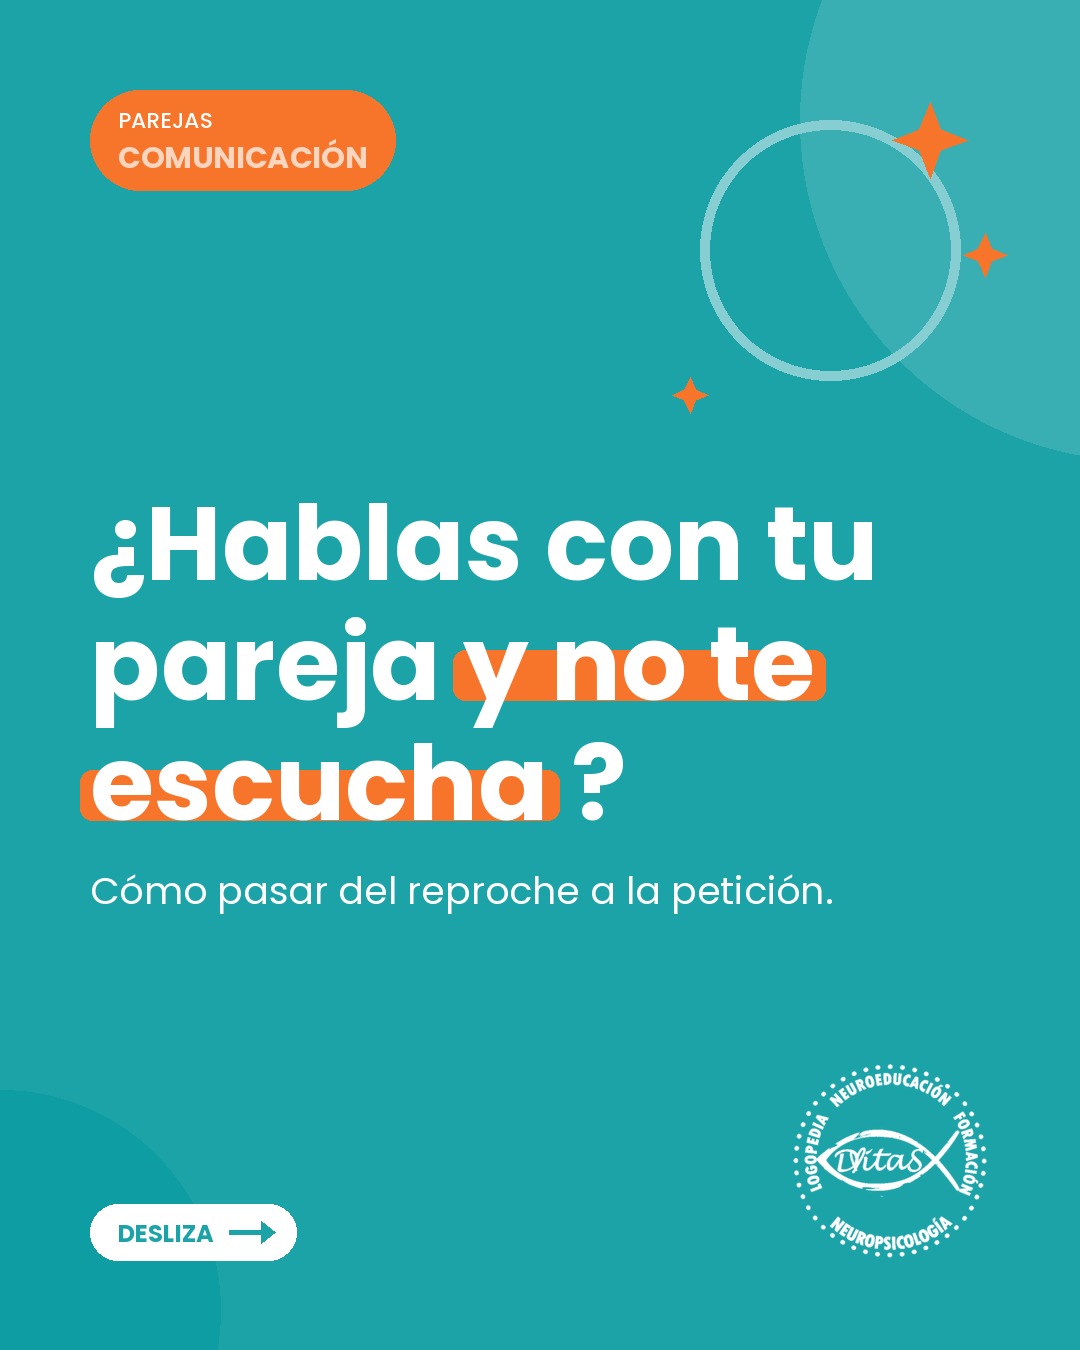 PAREJAS
COMUNICACIÓN
¿Hablas con tu
pareja y no te
escucha ?
Cómo pasar del reproche a la petición.
LOGOPEDIA NEUROEDUCACIÓN FORMACIÓN
DVitaS
NEUROPSICOLOGÍA
DESLIZA